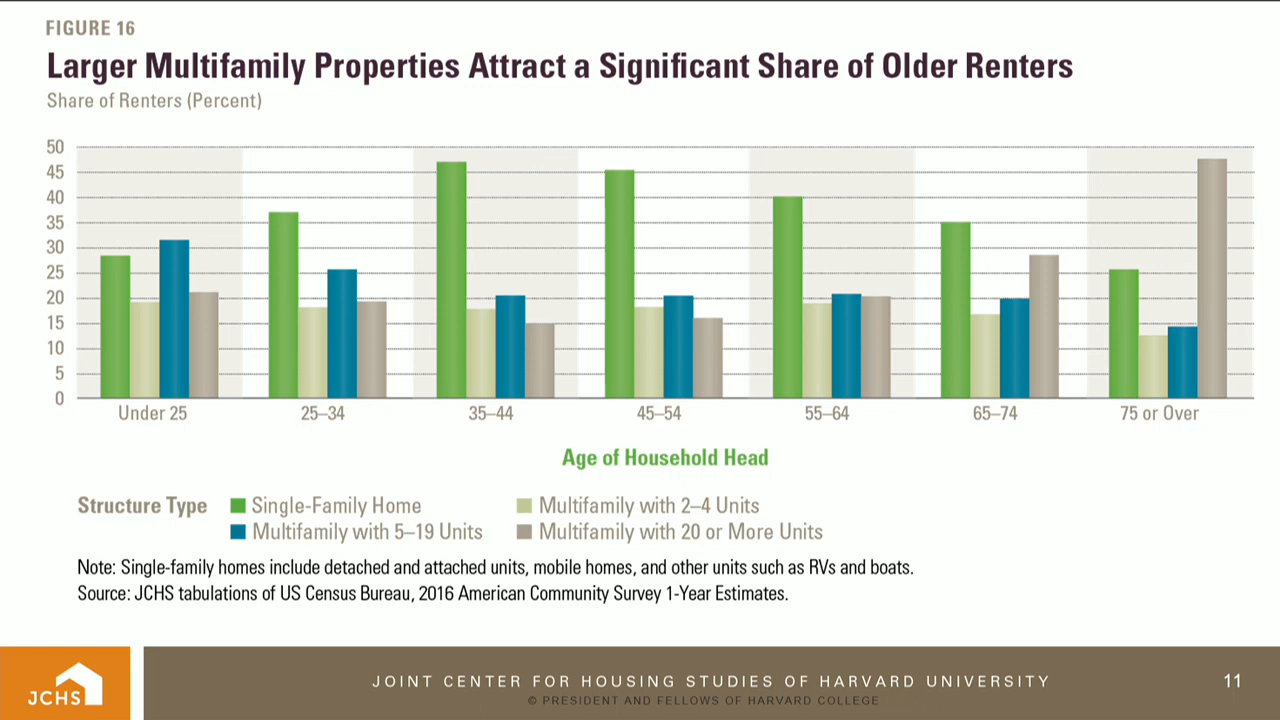 FIGURE 16
Larger Multifamily Properties Attract a Significant Share of Older Renters
Share of Renters (Percent)
50
45
40
35
30
25
20
15
10
5
0
Under 25 25–34 35–44 45–54 55–64 65–74 75 or Over
Age of Household Head
Structure Type Single-Family Home Multifamily with 2–4 Units
Multifamily with 5–19 Units Multifamily with 20 or More Units
Note: Single-family homes include detached and attached units, mobile homes, and other units such as RVs and boats.
Source: JCHS tabulations of US Census Bureau, 2016 American Community Survey 1-Year Estimates.
JCHS
JOINT CENTER FOR HOUSING STUDIES OF HARVARD UNIVERSITY 11
© PRESIDENT AND FELLOWS OF HARVARD COLLEGE